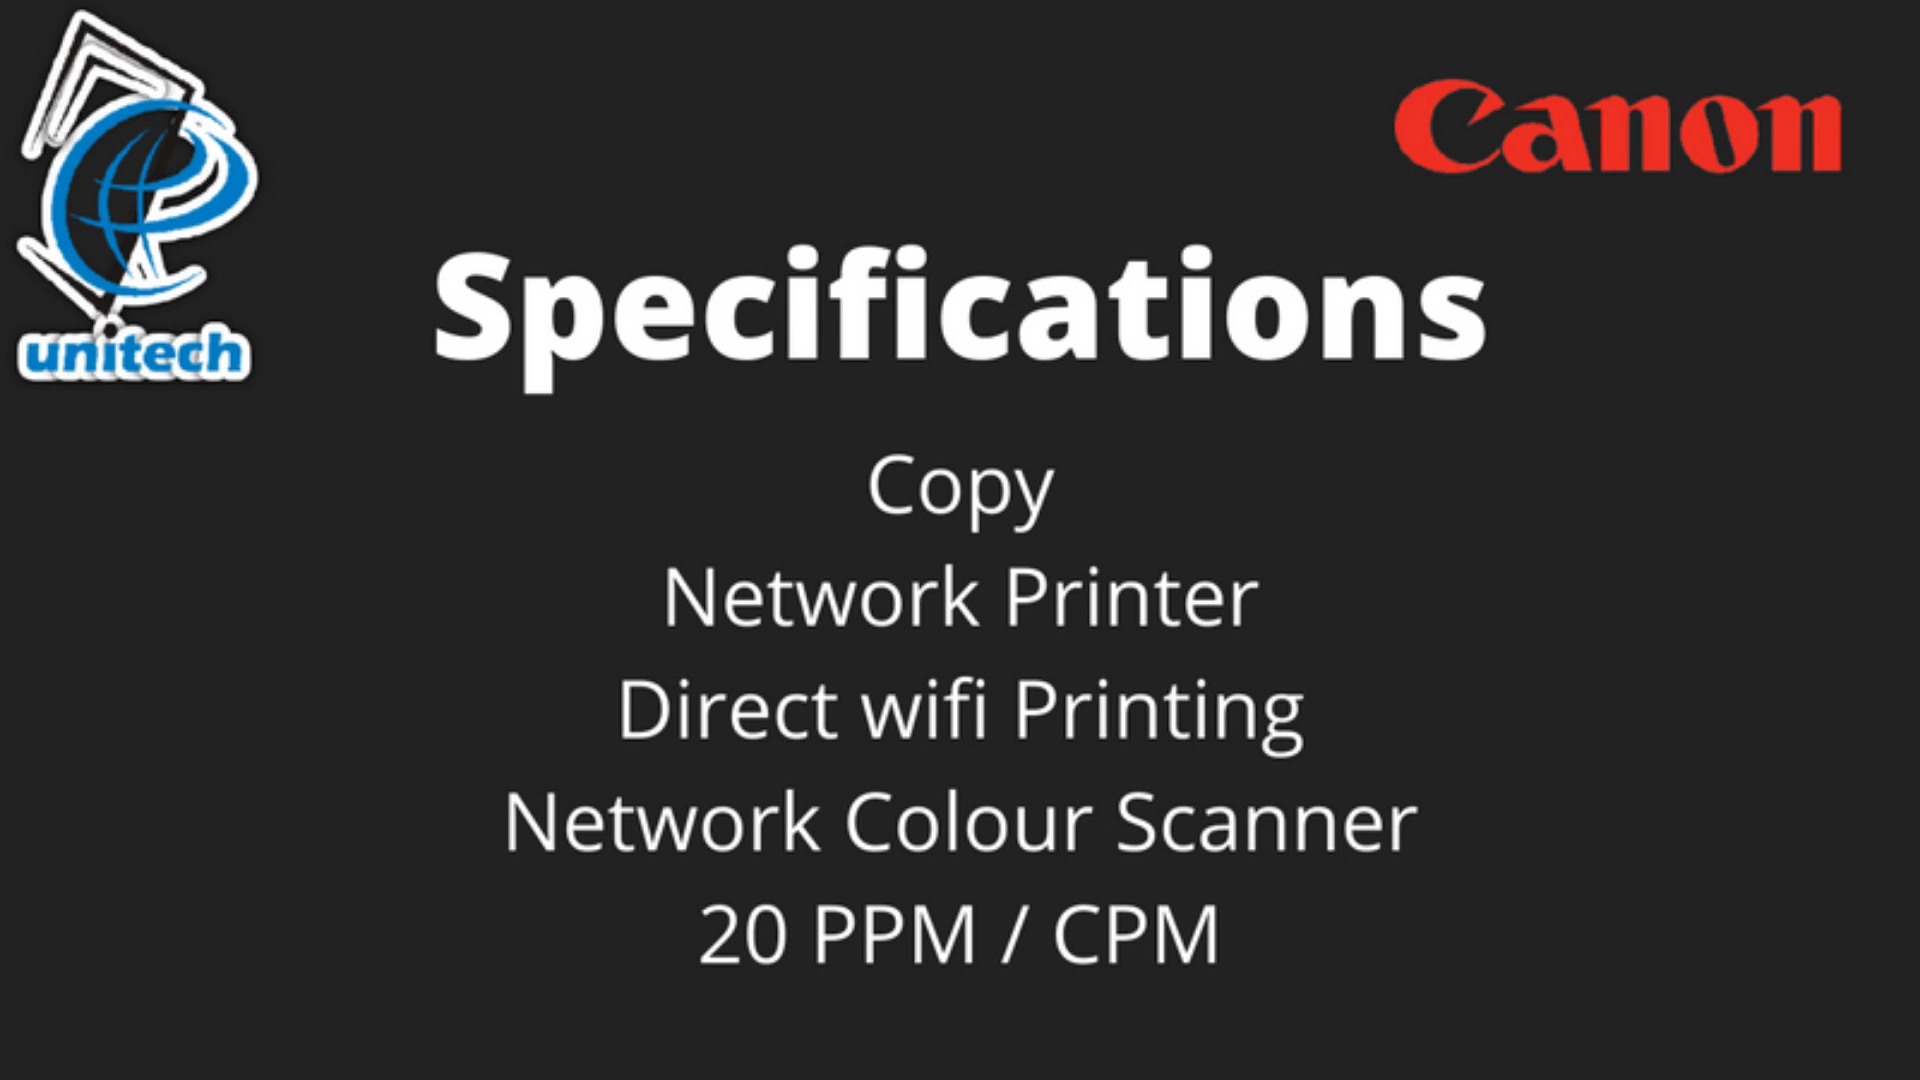 unitech
Canon
Specifications
Copy
Network Printer
Direct wifi Printing
Network Colour Scanner
20 PPM / CPM